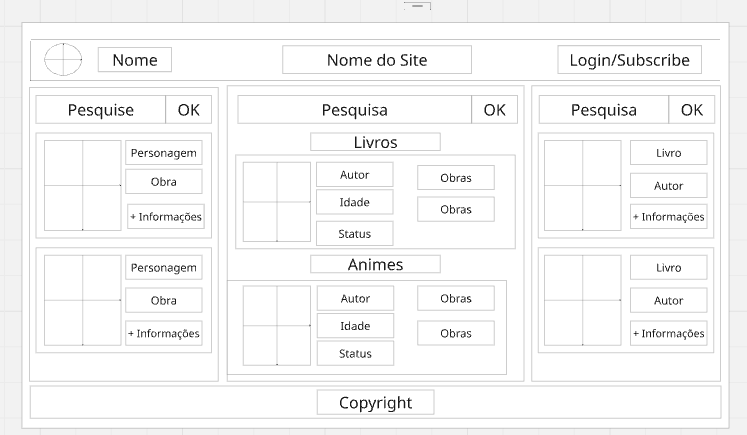 Nome
Nome do Site
Login/Subscribe
Pesquise
OK
Personagem
Obra
+ Informações
Personagem
Obra
+ Informações
Pesquisa
OK
Livros
Autor
Idade
Status
Obras
Obras
Animes
Autor
Idade
Status
Obras
Obras
Pesquisa
OK
Livro
Autor
+ Informações
Livro
Autor
+ Informações
Copyright